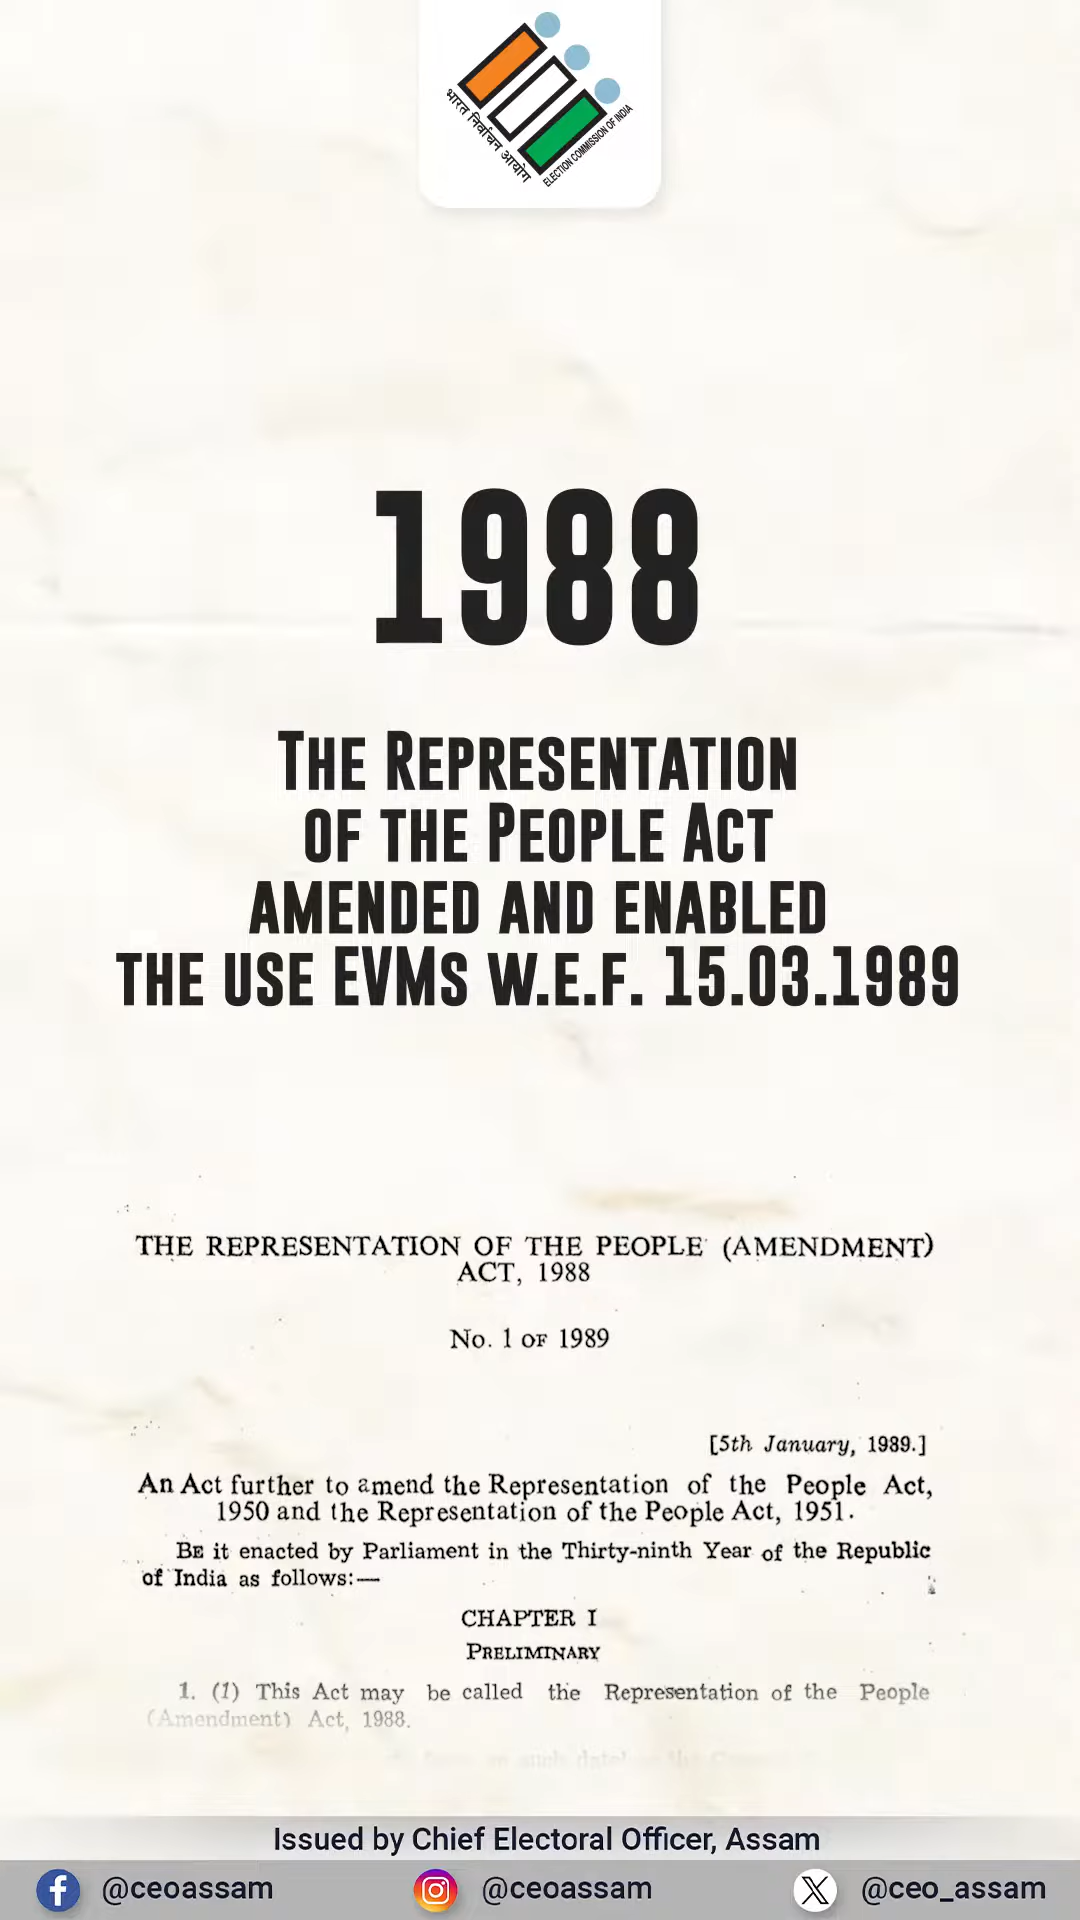 भारत निर्वाचन आयोग
ELECTION COMMISSION OF INDIA
1988
THE REPRESENTATION
OF THE PEOPLE ACT
AMENDED AND ENABLED
THE USE EVMS W.E.F. 15.03.1989
THE REPRESENTATION OF THE PEOPLE (AMENDMENT)
ACT, 1988
No. 1 OF 1989
[5th January, 1989.]
An Act further to amend the Representation of the People Act,
1950 and the Representation of the People Act, 1951.
BE it enacted by Parliament in the Thirty-ninth Year of the Republic
of India as follows:—
CHAPTER I
PRELIMINARY
1. (1) This Act may be called the Representation of the People
(Amendment) Act, 1988.
such date
Issued by Chief Electoral Officer, Assam
@ceoassam @ceoassam @ceo_assam